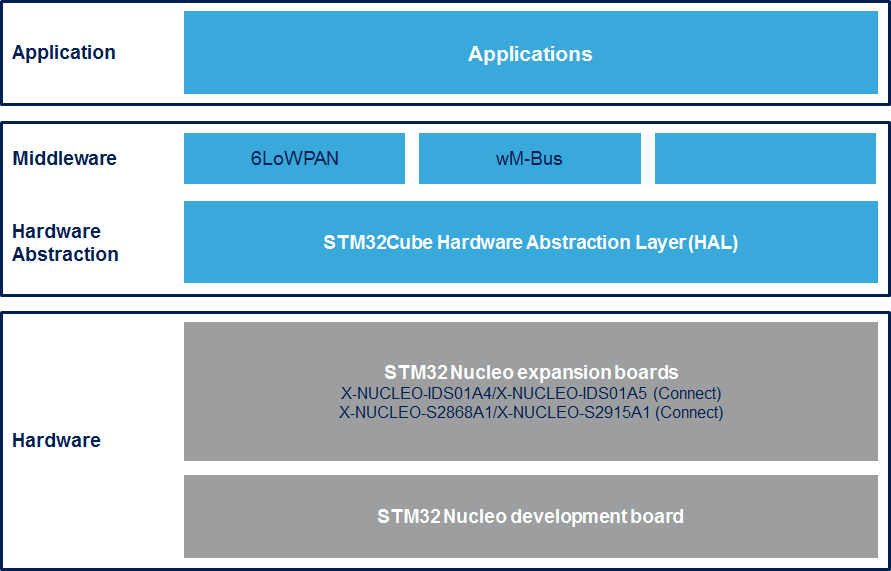 Application
Applications
Middleware
6LoWPAN
wM-Bus
Hardware
Abstraction
STM32Cube Hardware Abstraction Layer (HAL)
Hardware
STM32 Nucleo expansion boards
X-NUCLEO-IDS01A4/X-NUCLEO-IDS01A5 (Connect)
X-NUCLEO-S2868A1/X-NUCLEO-S2915A1 (Connect)
STM32 Nucleo development board